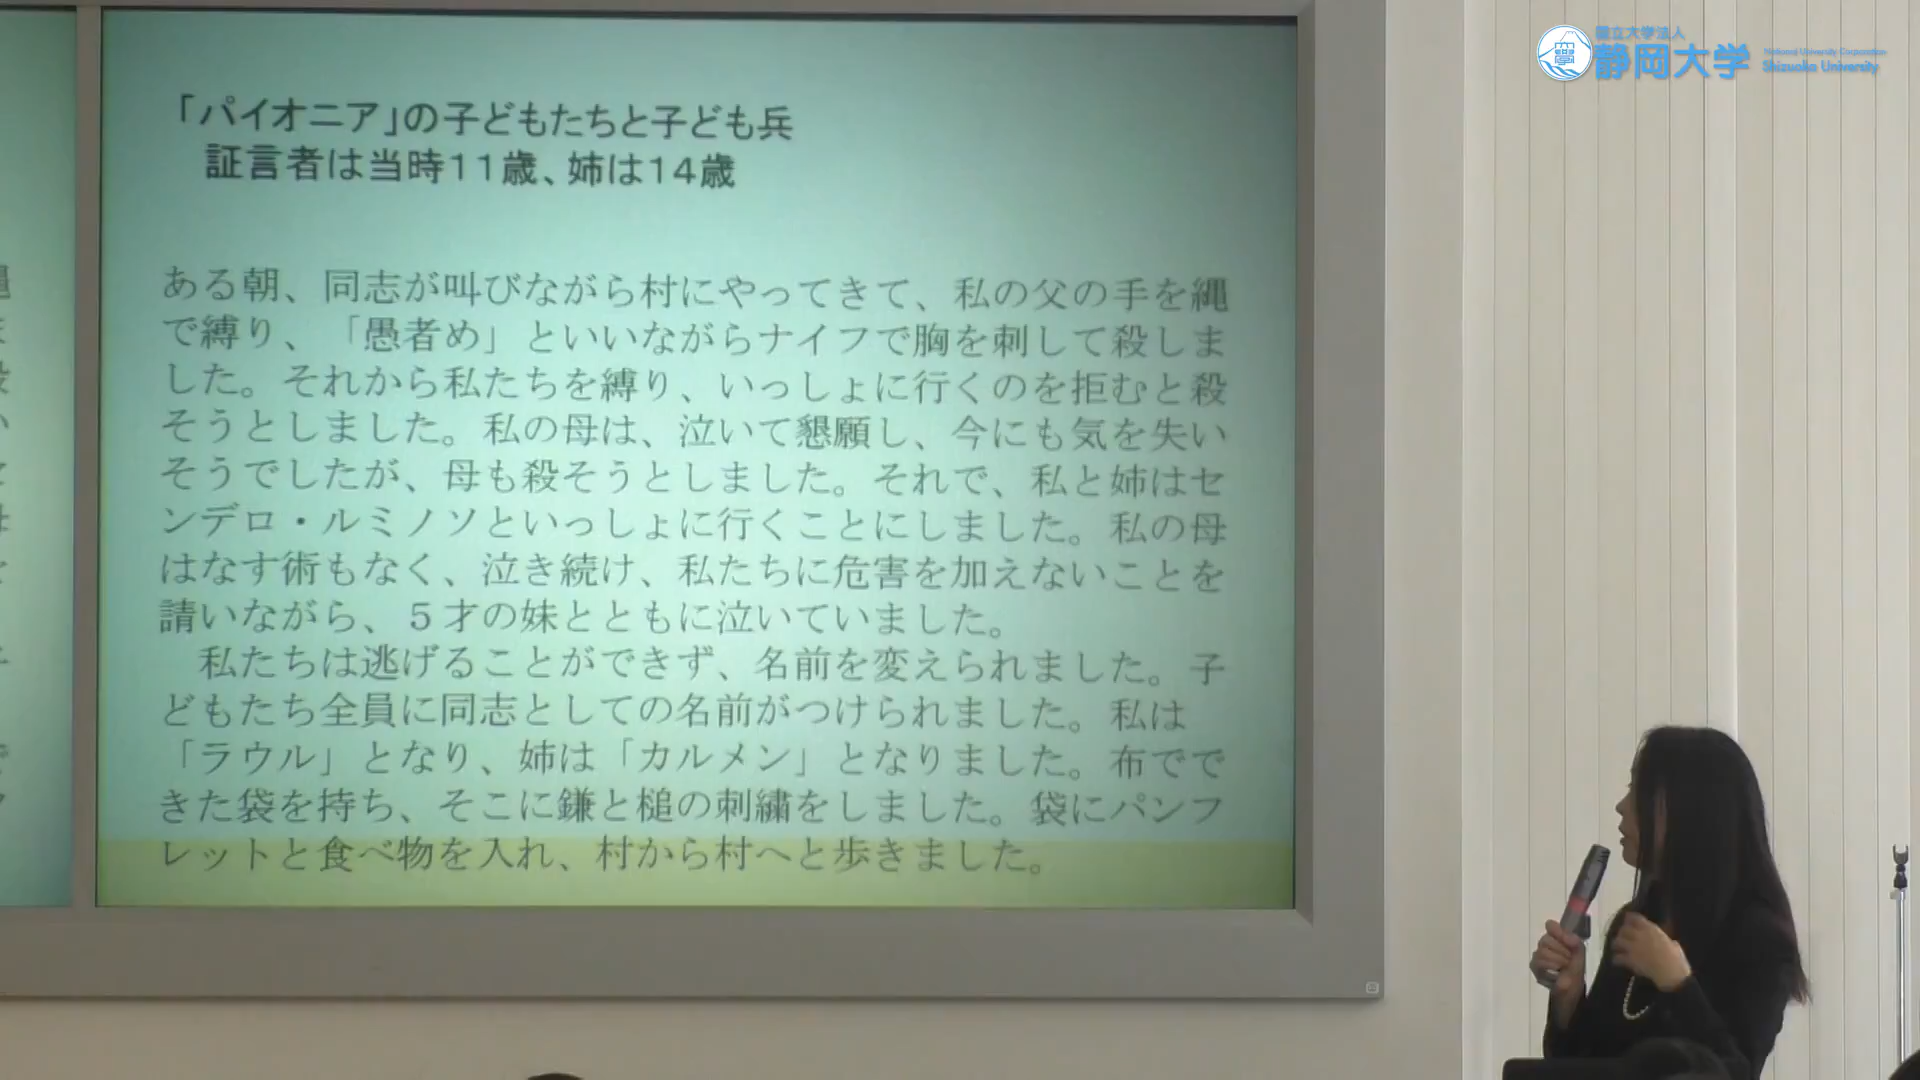 国立大学法人
静岡大学
National University Corporation
Shizuoka University
「パイオニア」の子どもたちと子ども兵
証言者は当時11歳、姉は14歳
ある朝、同志が叫びながら村にやってきて、私の父の手を縄
で縛り、「愚者め」といいながらナイフで胸を刺して殺しま
した。それから私たちを縛り、いっしょに行くのを拒むと殺
そうとしました。私の母は、泣いて懇願し、今にも気を失い
そうでしたが、母も殺そうとしました。それで、私と姉はセ
ンデロ・ルミノソといっしょに行くことにしました。私の母
はなす術もなく、泣き続け、私たちに危害を加えないことを
請いながら、5才の妹とともに泣いていました。
私たちは逃げることができず、名前を変えられました。子
どもたち全員に同志としての名前がつけられました。私は
「ラウル」となり、姉は「カルメン」となりました。布でで
きた袋を持ち、そこに鎌と槌の刺繍をしました。袋にパンフ
レットと食べ物を入れ、村から村へと歩きました。